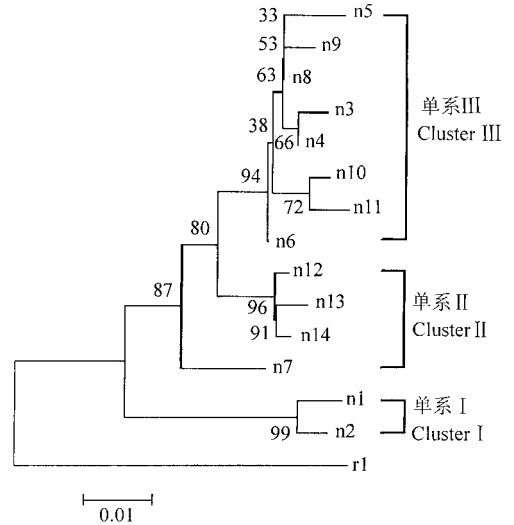 33
n5
53
n9
63
n8
n3
38
66
n4
单系III
Cluster III
94
n10
72
n11
n6
80
n12
87
96
n13
91
n14
单系II
Cluster II
n7
n1
单系 I
99
n2
Cluster I
r1
0.01